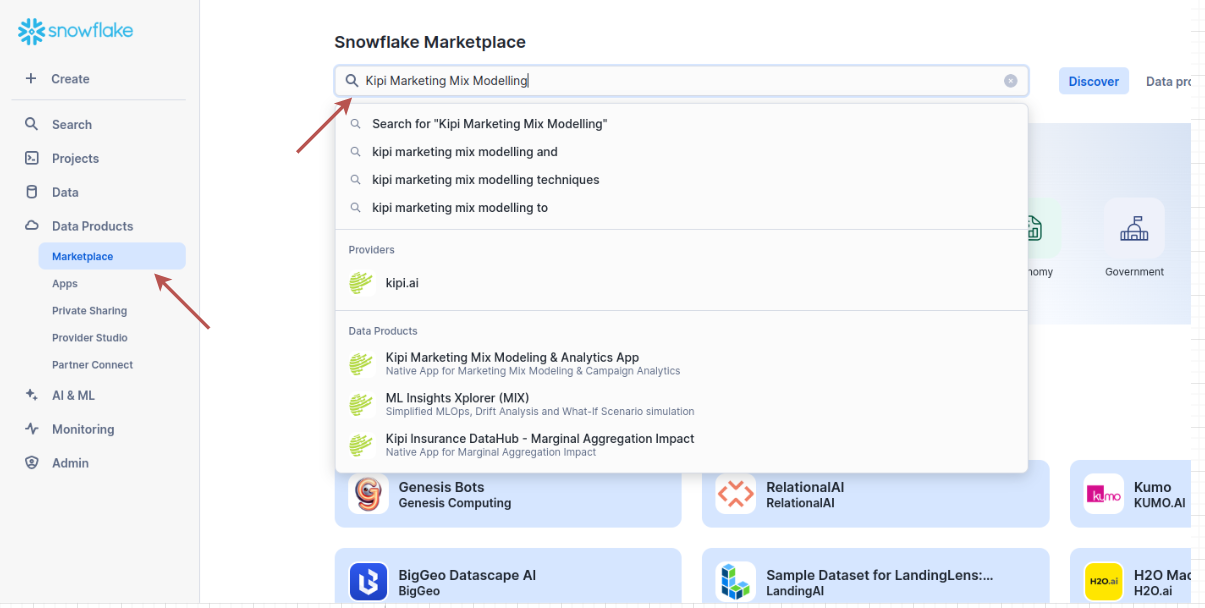 snowflake
Create
Search
Projects
Data
Data Products
Marketplace
Apps
Private Sharing
Provider Studio
Partner Connect
AI & ML
Monitoring
Admin
Snowflake Marketplace
Kipi Marketing Mix Modelling
Discover
Data pro
Search for "Kipi Marketing Mix Modelling"
kipi marketing mix modelling and
kipi marketing mix modelling techniques
kipi marketing mix modelling to
Providers
kipi.ai
Data Products
Kipi Marketing Mix Modeling & Analytics App
Native App for Marketing Mix Modeling & Campaign Analytics
ML Insights Xplorer (MIX)
Simplified MLOps, Drift Analysis and What-If Scenario simulation
Kipi Insurance DataHub - Marginal Aggregation Impact
Native App for Marginal Aggregation Impact
nomy
Government
Genesis Bots
Genesis Computing
RelationalAI
RelationalAI
kumo
Kumo
KUMO.AI
BigGeo Datascape AI
BigGeo
Sample Dataset for LandingLens:...
LandingAI
H2O.ai
H2O Mac
H2O.ai